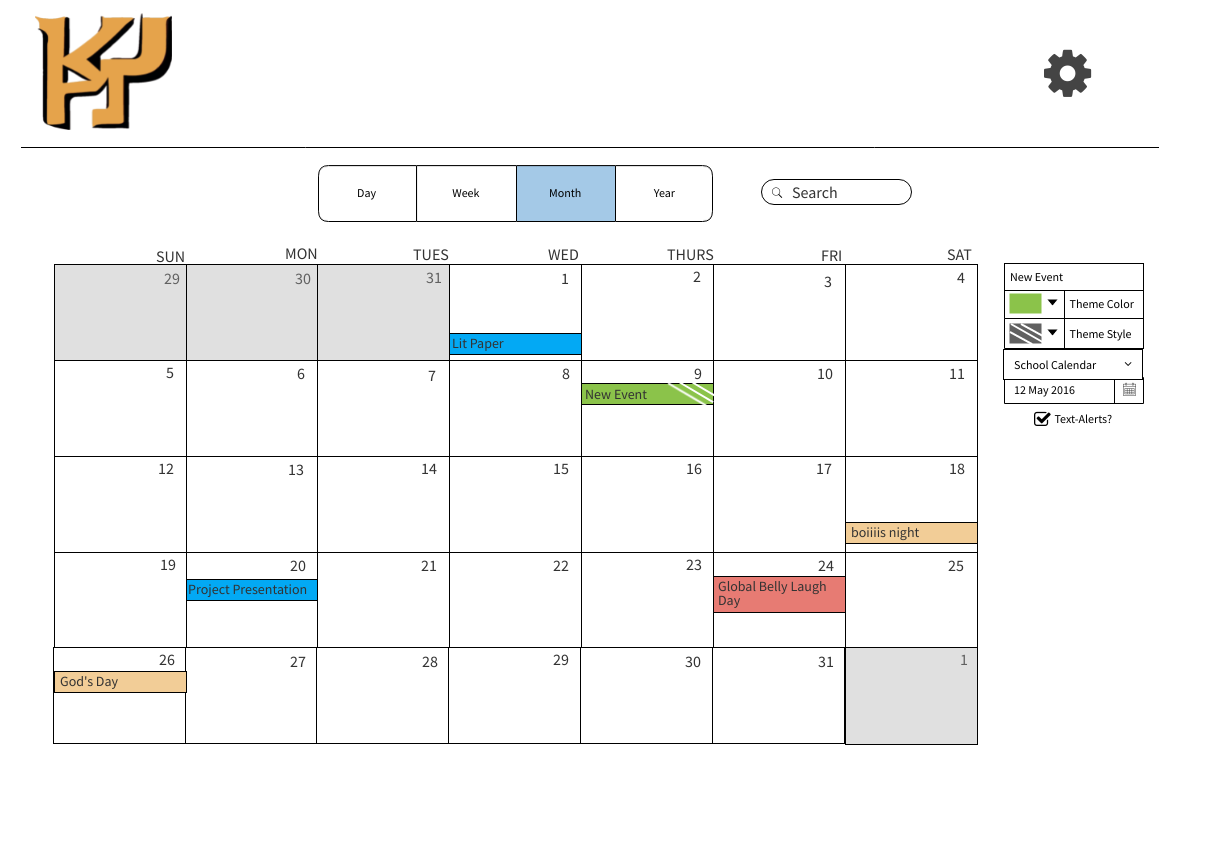 KPJ
Day Week Month Year
Search
SUN MON TUES WED THURS FRI SAT
29 30 31 1 2 3 4
Lit Paper
5 6 7 8 9 10 11
New Event
12 13 14 15 16 17 18
boiiiis night
19 20 21 22 23 24 25
Project Presentation
Global Belly Laugh
Day
26 27 28 29 30 31 1
God's Day
New Event
Theme Color
Theme Style
School Calendar
12 May 2016
Text-Alerts?